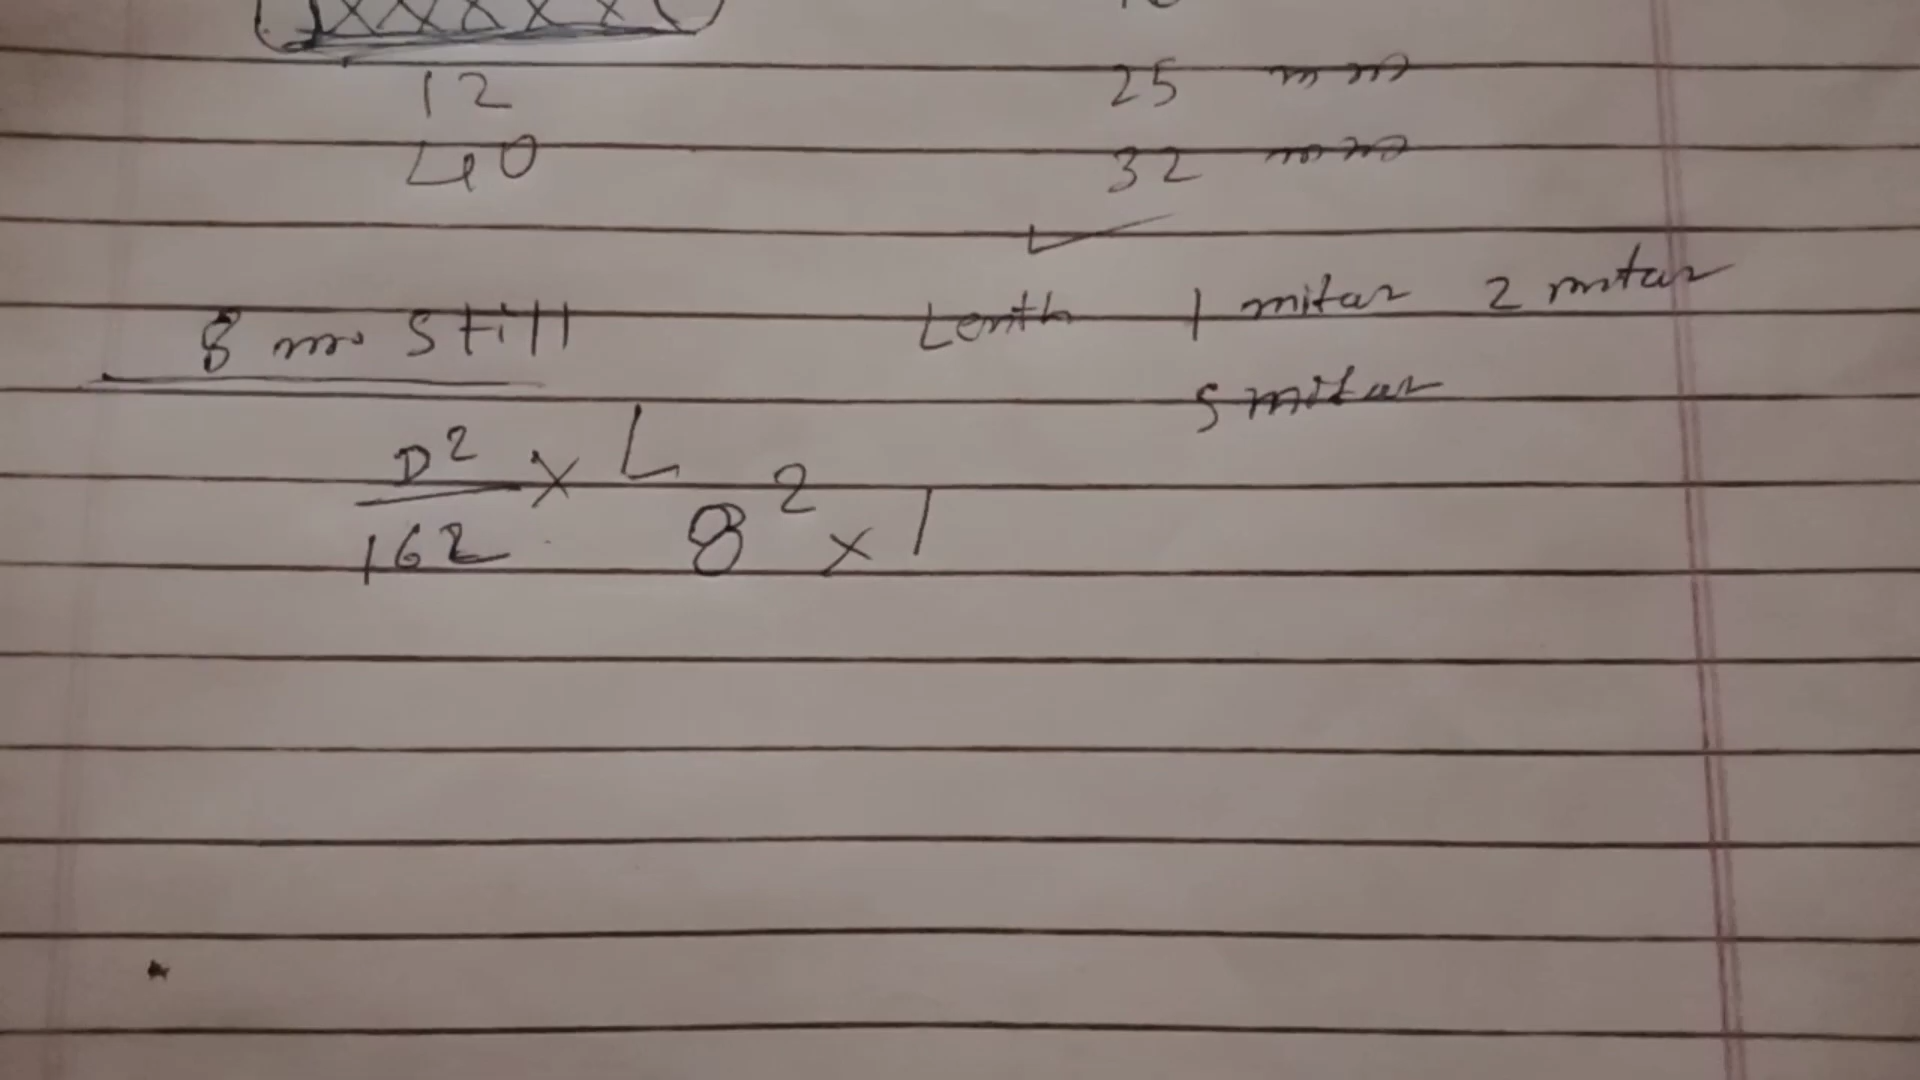 12 25 mm
40 32 mm
8 mm Still Lenth 1 mitar 2 mitar
5 mitar
D² × L
162 8² × 1